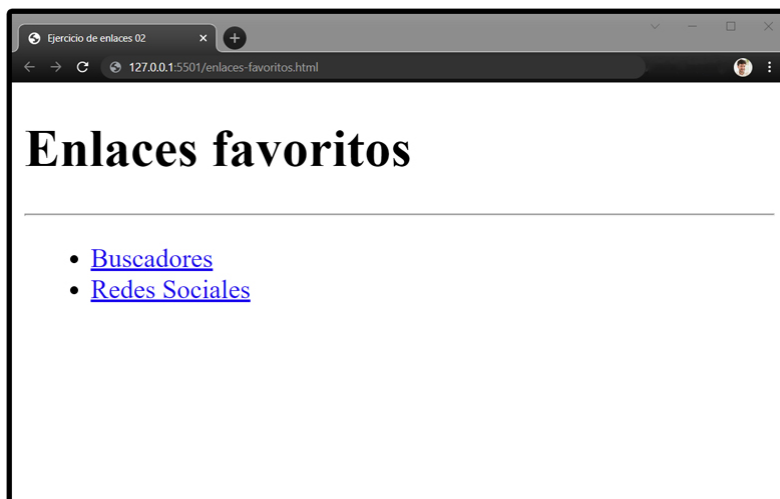 Ejercicio de enlaces 02
127.0.0.1:5501/enlaces-favoritos.html
Enlaces favoritos
Buscadores
Redes Sociales